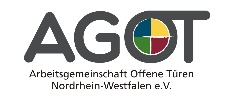 AGOT
Arbeitsgemeinschaft Offene Türen
Nordrhein-Westfalen e.V.